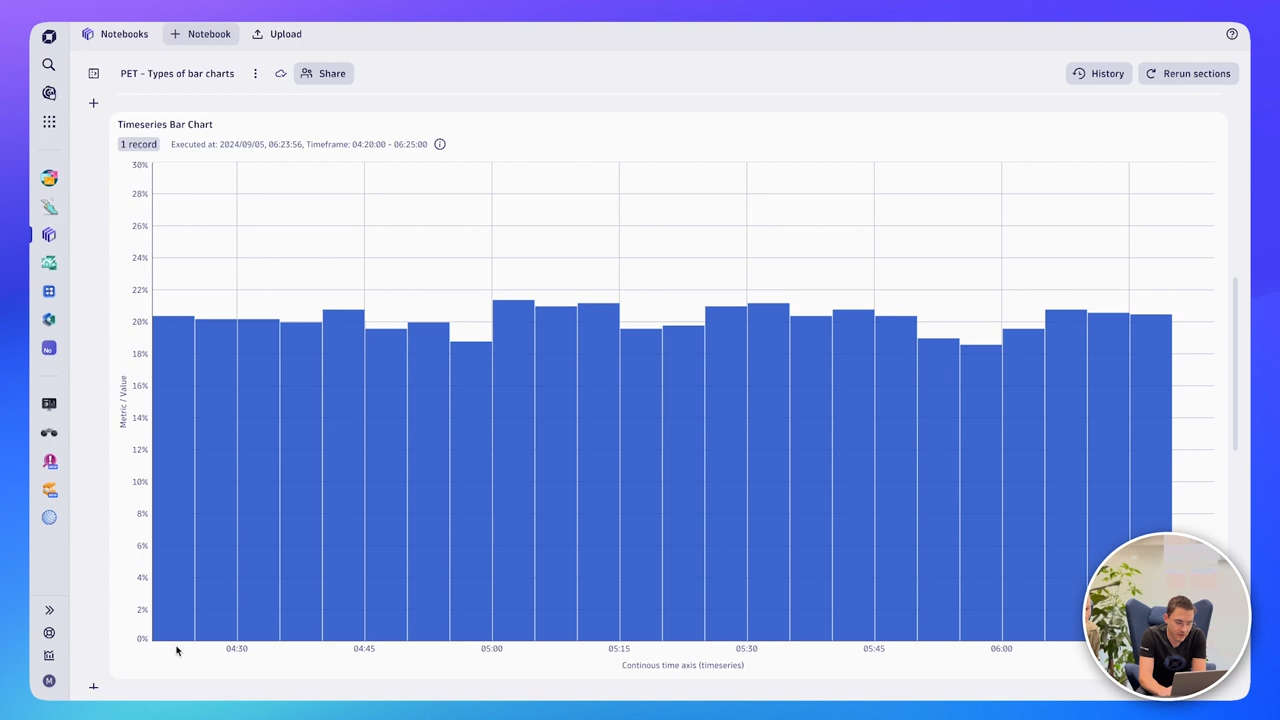 Notebooks
Notebook
Upload
PET - Types of bar charts
Share
History
Rerun sections
Timeseries Bar Chart
1 record
Executed at: 2024/09/05, 06:23:56, Timeframe: 04:20:00 - 06:25:00
30%
28%
26%
24%
22%
20%
18%
16%
14%
12%
10%
8%
6%
4%
2%
0%
Metric / Value
04:30
04:45
05:00
05:15
05:30
05:45
06:00
Continous time axis (timeseries)
No
M